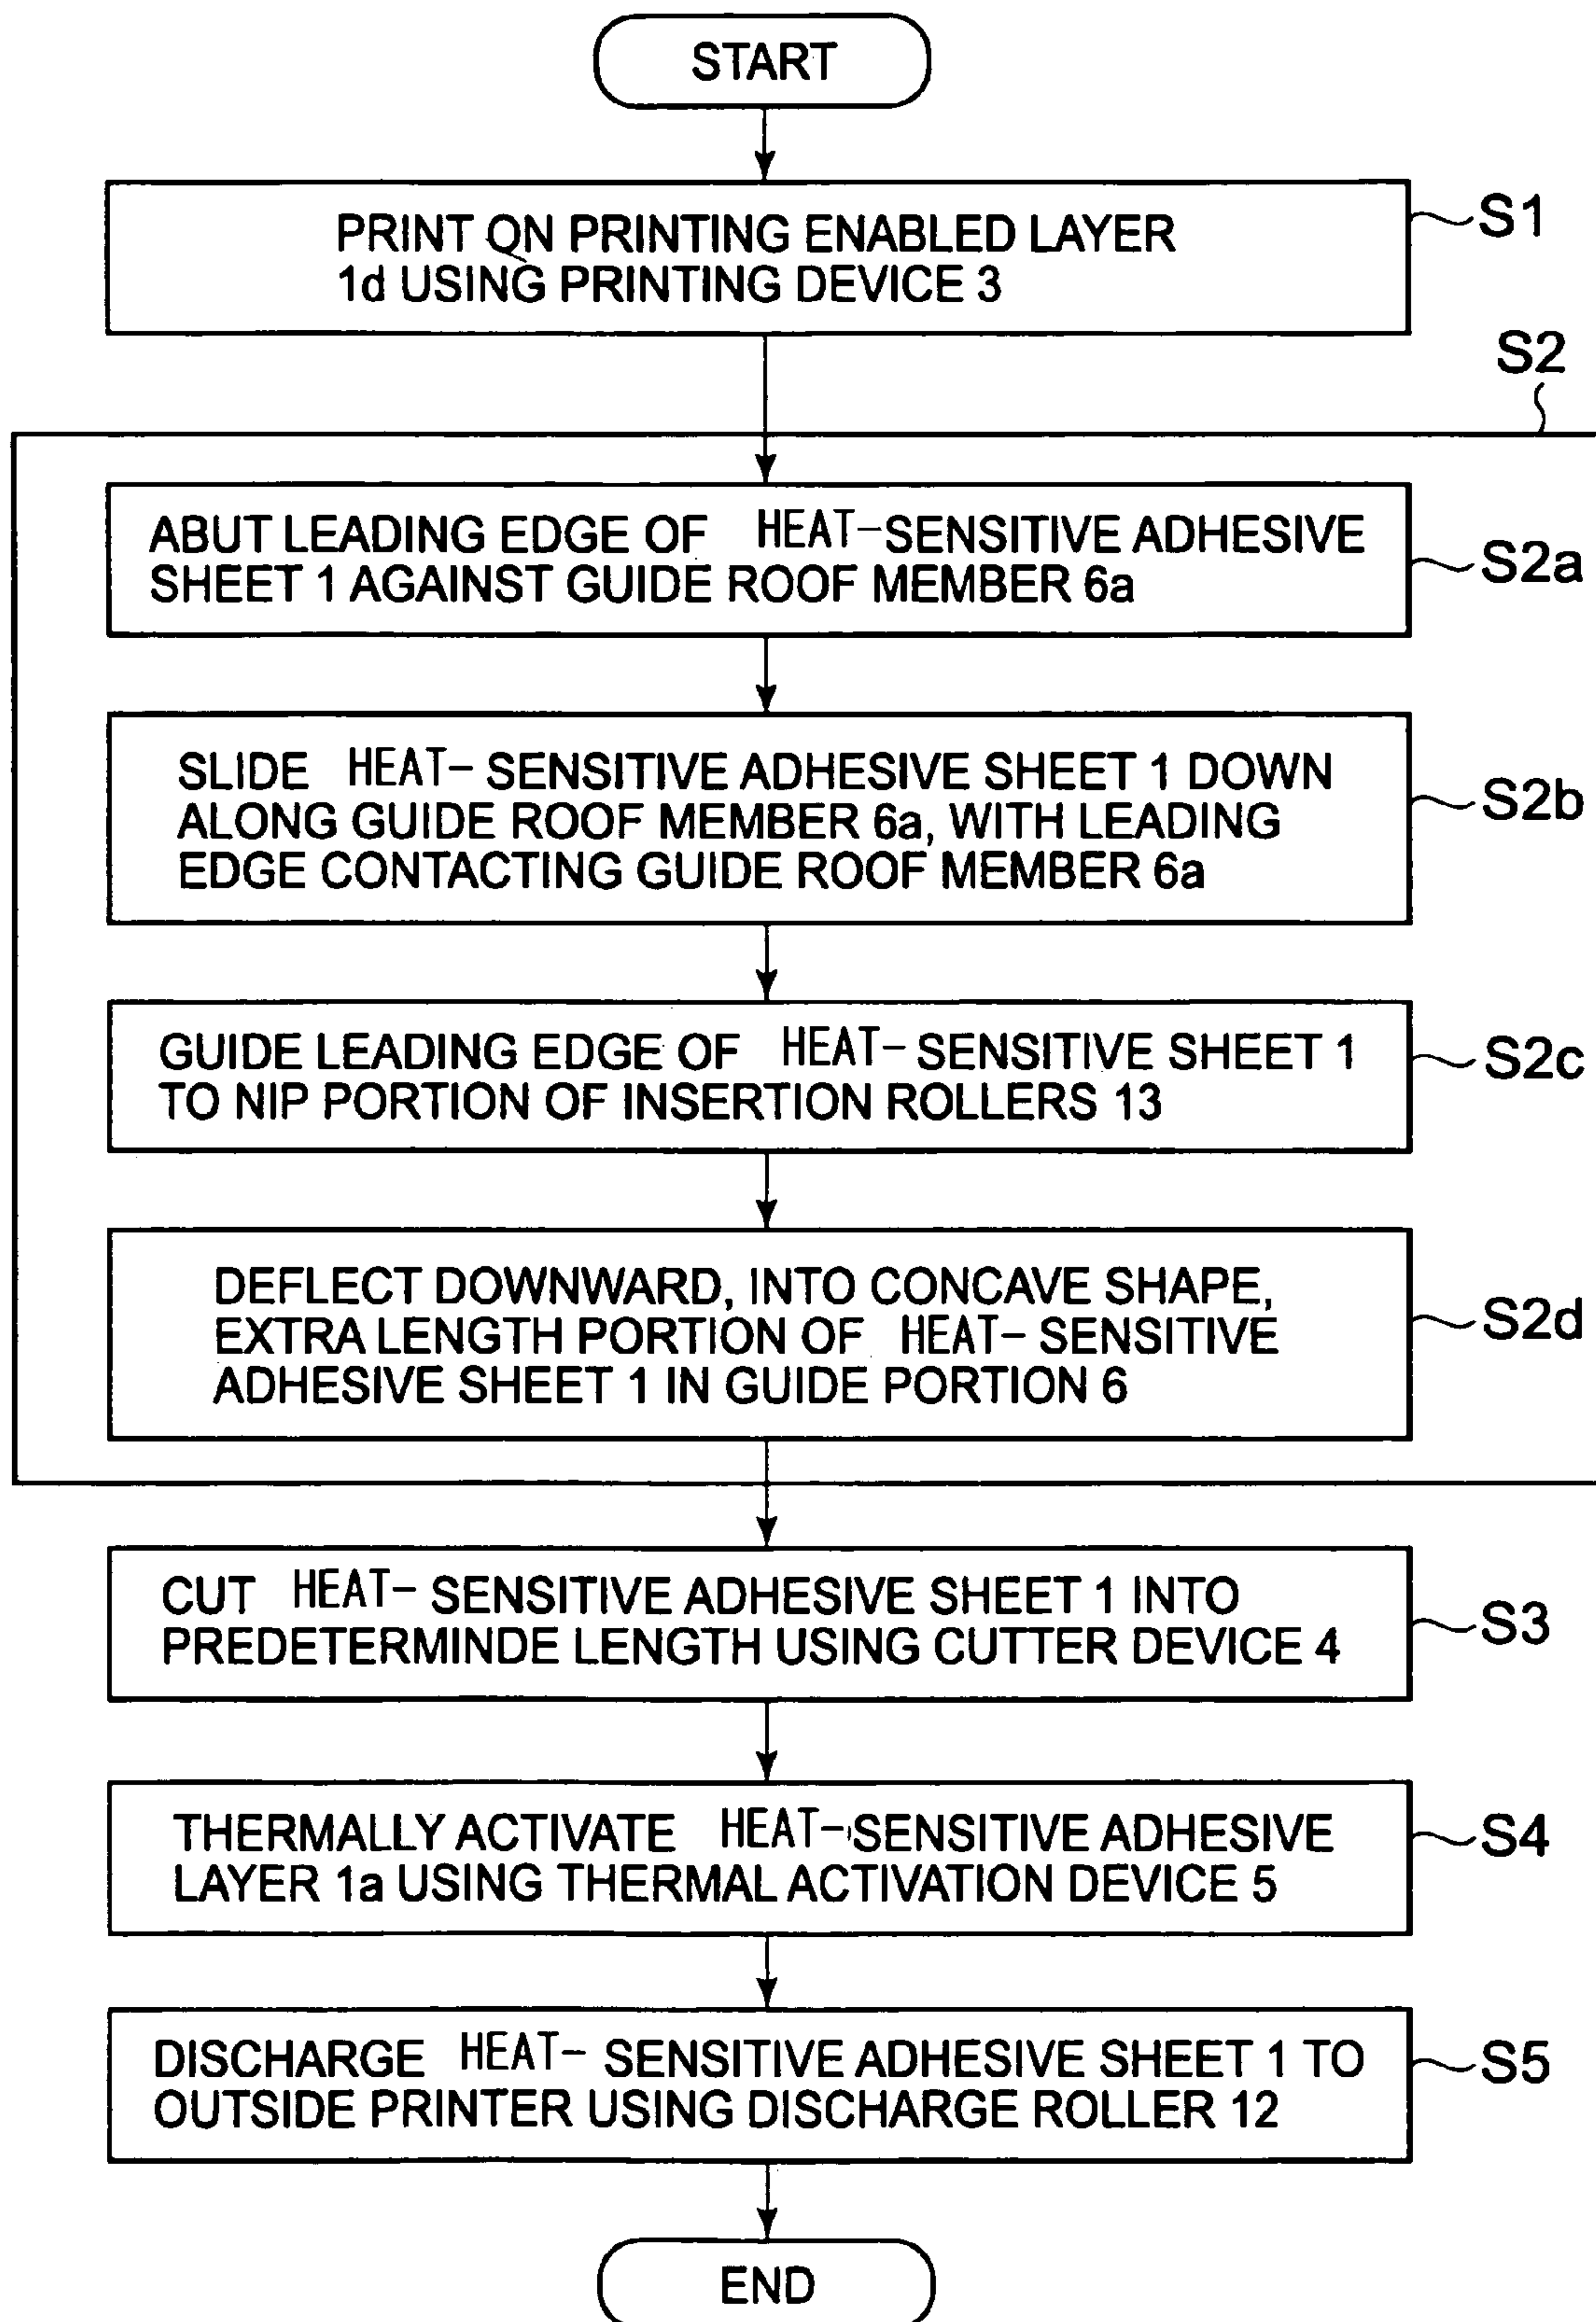 START
PRINT ON PRINTING ENABLED LAYER
1d USING PRINTING DEVICE 3
S1
S2
ABUT LEADING EDGE OF HEAT-SENSITIVE ADHESIVE
SHEET 1 AGAINST GUIDE ROOF MEMBER 6a
S2a
SLIDE HEAT- SENSITIVE ADHESIVE SHEET 1 DOWN
ALONG GUIDE ROOF MEMBER 6a, WITH LEADING
EDGE CONTACTING GUIDE ROOF MEMBER 6a
S2b
GUIDE LEADING EDGE OF HEAT- SENSITIVE SHEET 1
TO NIP PORTION OF INSERTION ROLLERS 13
S2c
DEFLECT DOWNWARD, INTO CONCAVE SHAPE,
EXTRA LENGTH PORTION OF HEAT- SENSITIVE
ADHESIVE SHEET 1 IN GUIDE PORTION 6
S2d
CUT HEAT- SENSITIVE ADHESIVE SHEET 1 INTO
PREDETERMINDE LENGTH USING CUTTER DEVICE 4
S3
THERMALLY ACTIVATE HEAT-SENSITIVE ADHESIVE
LAYER 1a USING THERMAL ACTIVATION DEVICE 5
S4
DISCHARGE HEAT- SENSITIVE ADHESIVE SHEET 1 TO
OUTSIDE PRINTER USING DISCHARGE ROLLER 12
S5
END